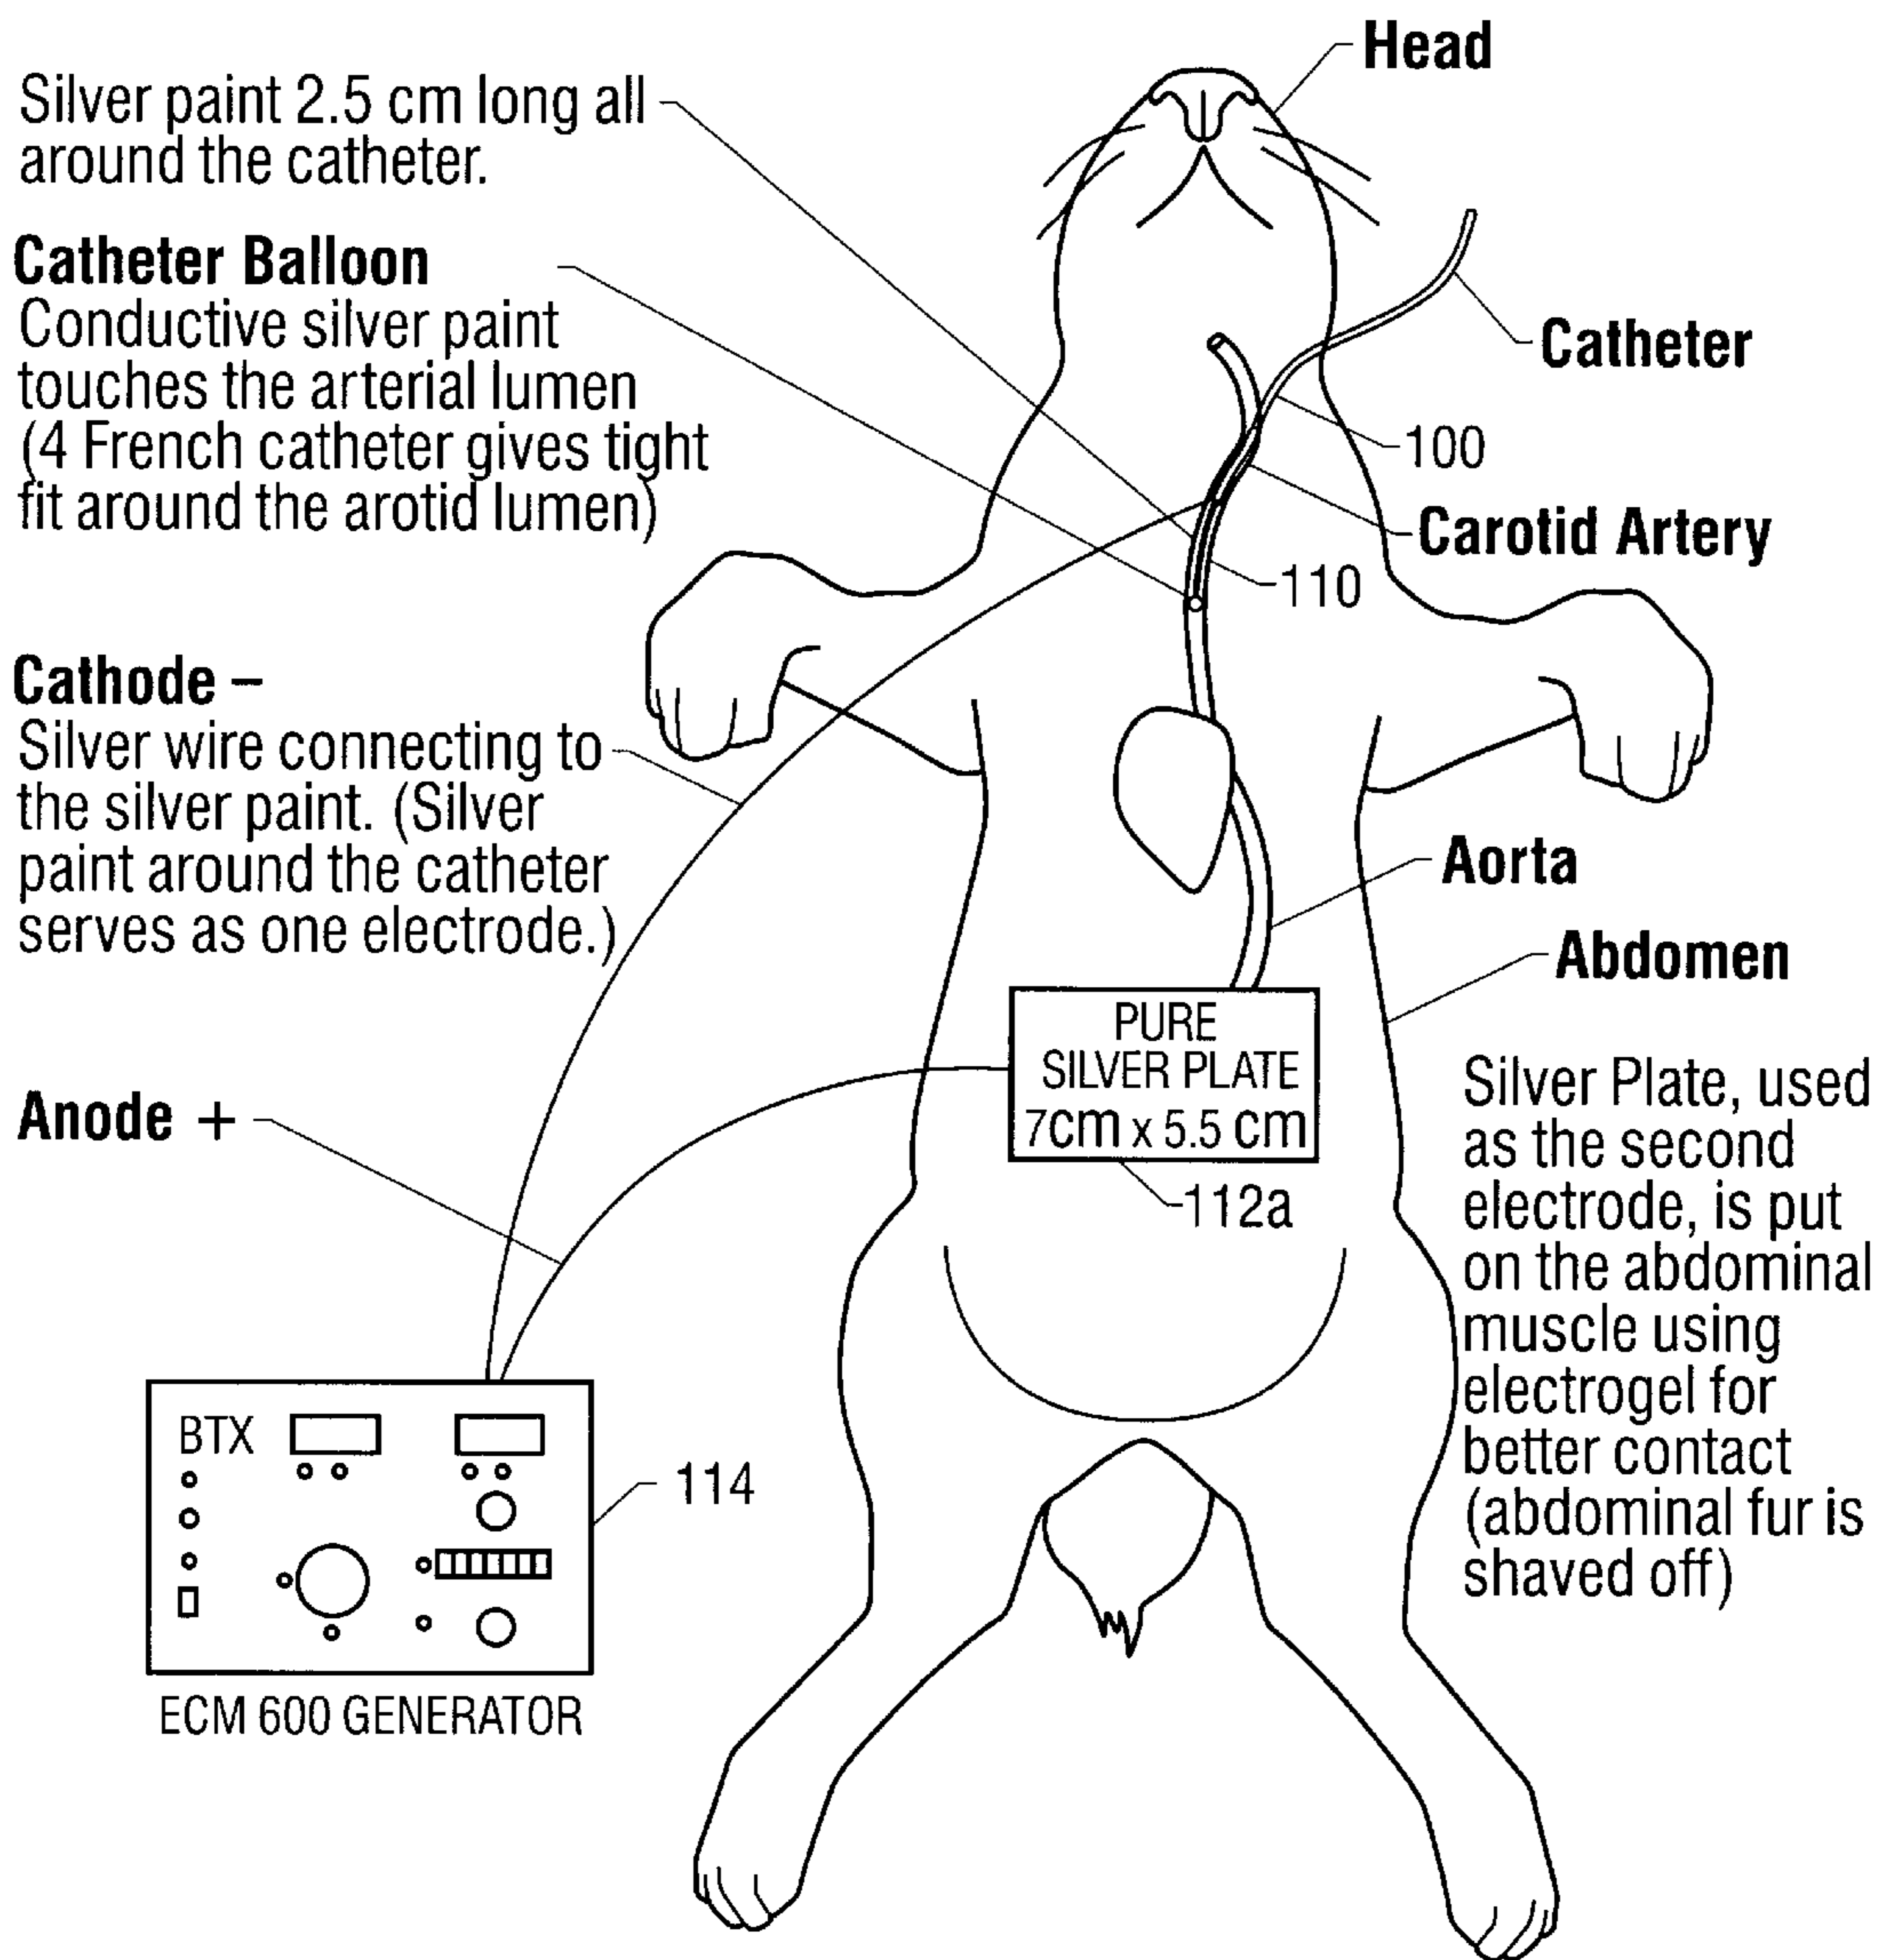 Head
Silver paint 2.5 cm long all
around the catheter.
Catheter Balloon
Conductive silver paint
touches the arterial lumen
(4 French catheter gives tight
fit around the arotid lumen)
Catheter
100
Carotid Artery
110
Cathode –
Silver wire connecting to
the silver paint. (Silver
paint around the catheter
serves as one electrode.)
Aorta
Abdomen
PURE
SILVER PLATE
7cm x 5.5 cm
112a
Anode +
Silver Plate, used
as the second
electrode, is put
on the abdominal
muscle using
electrogel for
better contact
(abdominal fur is
shaved off)
BTX
114
ECM 600 GENERATOR